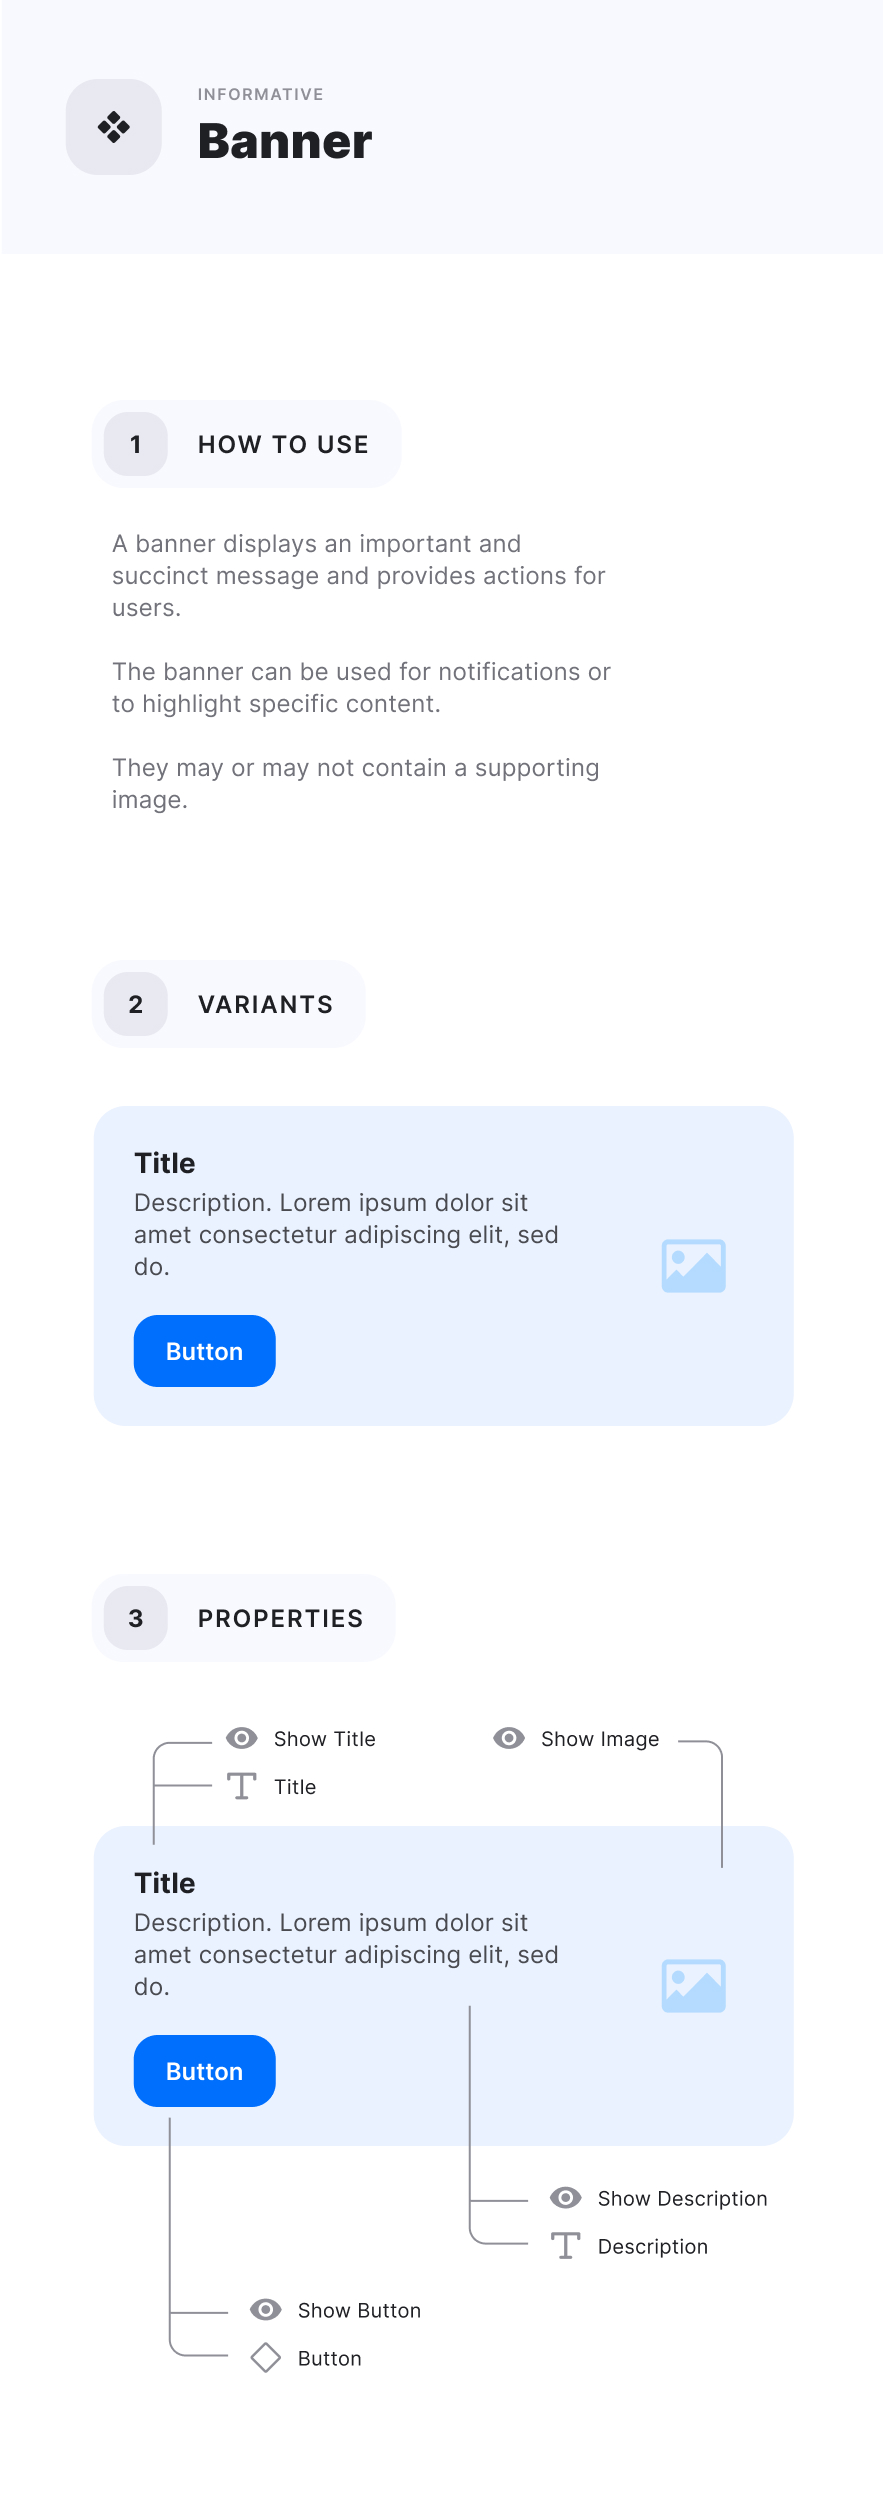 INFORMATIVE
Banner
1
HOW TO USE
A banner displays an important and
succinct message and provides actions for
users.
The banner can be used for notifications or
to highlight specific content.
They may or may not contain a supporting
image.
2
VARIANTS
Title
Description. Lorem ipsum dolor sit
amet consectetur adipiscing elit, sed
do.
Button
3
PROPERTIES
Show Title
Show Image
Title
Title
Description. Lorem ipsum dolor sit
amet consectetur adipiscing elit, sed
do.
Button
Show Description
Description
Show Button
Button